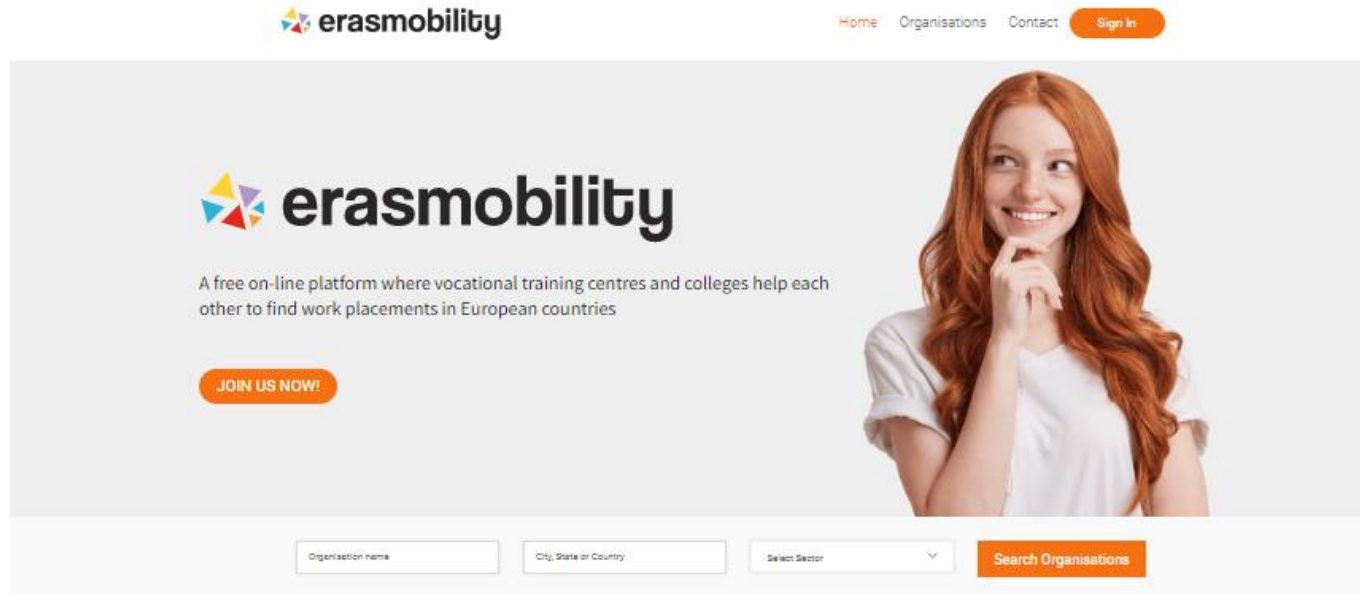 erasmobility
Home Organisations Contact Sign In
erasmobility
A free on-line platform where vocational training centres and colleges help each
other to find work placements in European countries
JOIN US NOW!
Organisation name City, State or Country Select Sector Search Organisations